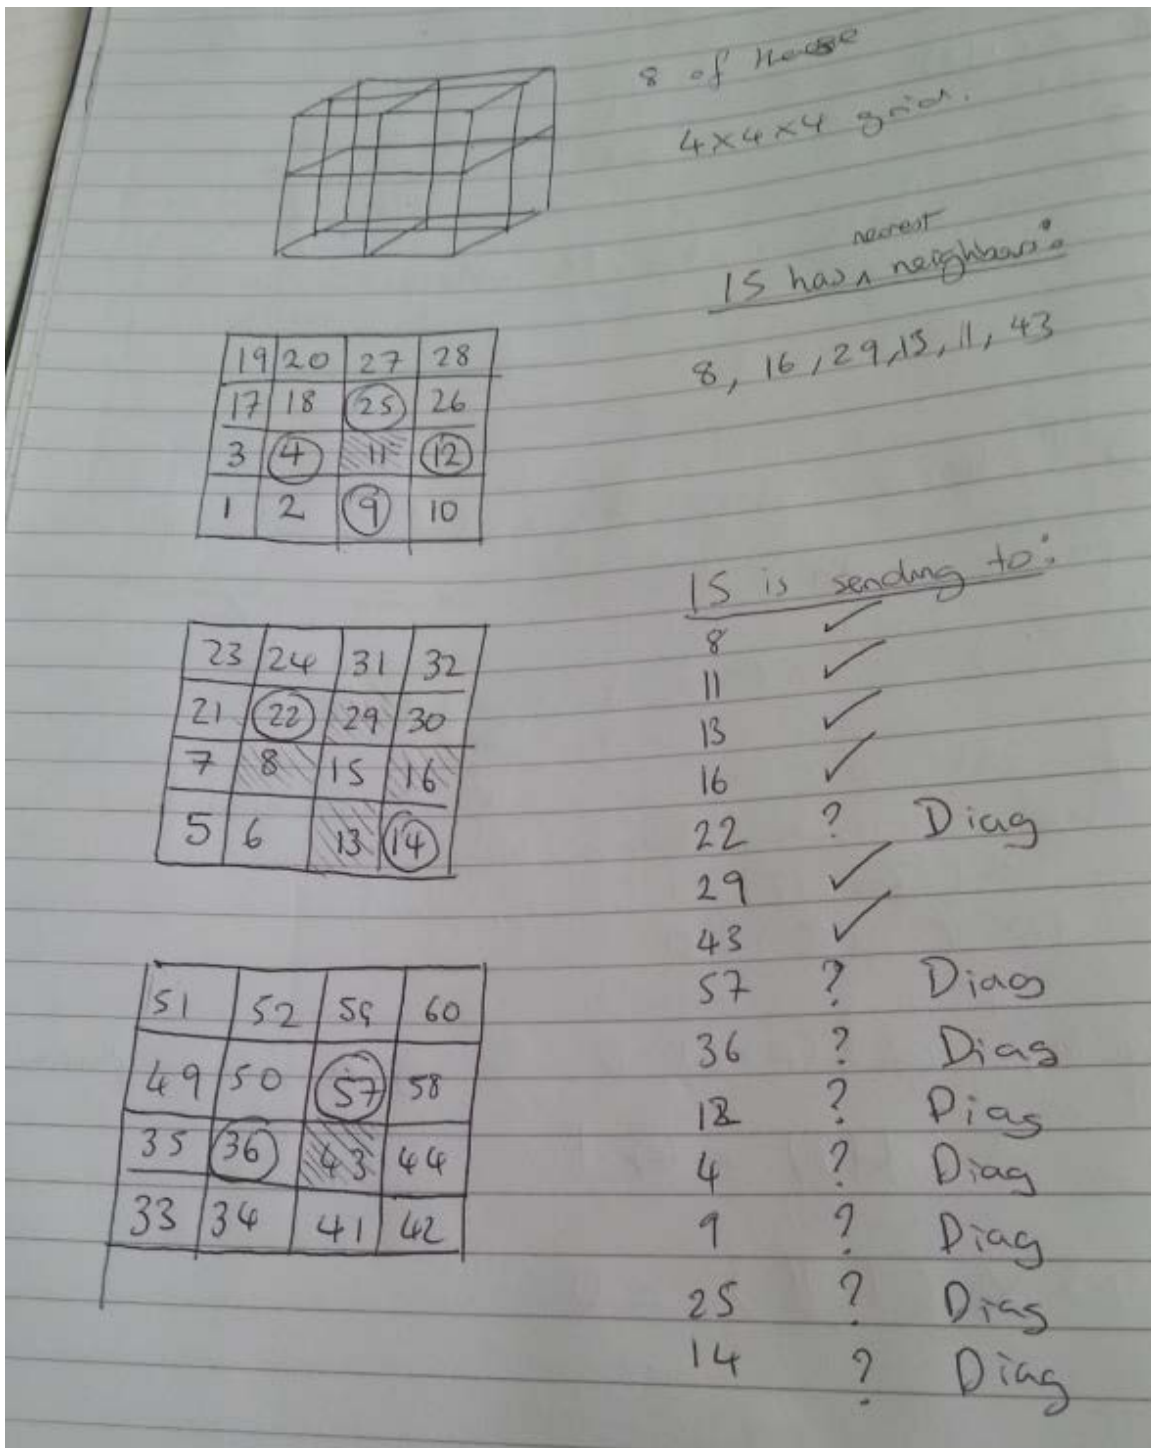 8 of these
4x4x4 grid.
nearest
15 has ^ neighbours:
8, 16, 29, 13, 11, 43
19 20 27 28
17 18 25 26
3 4 11 12
1 2 9 10
15 is sending to:
8 ✓
11 ✓
13 ✓
16 ✓
22 ? Diag
29 ✓
43 ✓
57 ? Diag
36 ? Diag
12 ? Diag
4 ? Diag
9 ? Diag
25 ? Diag
14 ? Diag
23 24 31 32
21 22 29 30
7 8 15 16
5 6 13 14
51 52 59 60
49 50 57 58
35 36 43 44
33 34 41 42